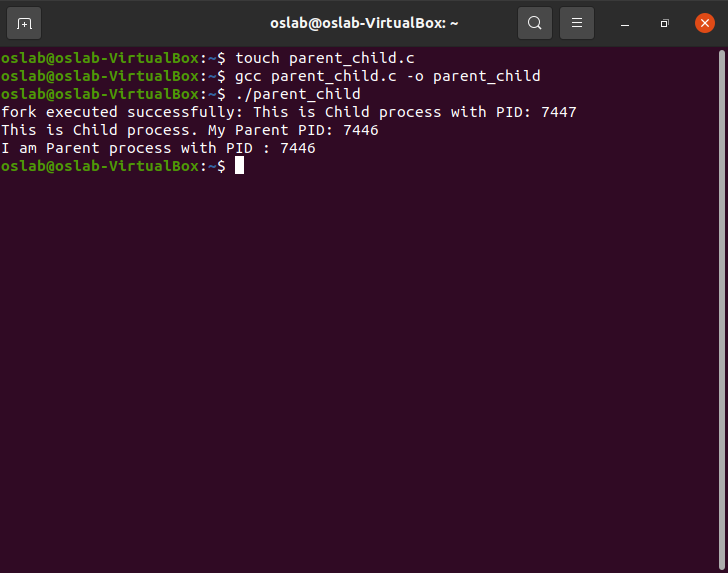 oslab@oslab-VirtualBox: ~
oslab@oslab-VirtualBox:~$ touch parent_child.c
oslab@oslab-VirtualBox:~$ gcc parent_child.c -o parent_child
oslab@oslab-VirtualBox:~$ ./parent_child
fork executed successfully: This is Child process with PID: 7447
This is Child process. My Parent PID: 7446
I am Parent process with PID : 7446
oslab@oslab-VirtualBox:~$